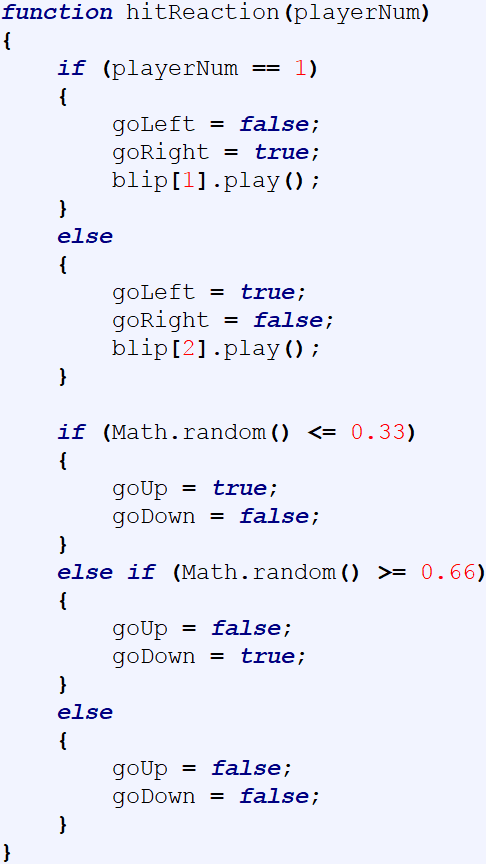 function hitReaction(playerNum)
{
    if (playerNum == 1)
    {
        goLeft = false;
        goRight = true;
        blip[1].play();
    }
    else
    {
        goLeft = true;
        goRight = false;
        blip[2].play();
    }

    if (Math.random() <= 0.33)
    {
        goUp = true;
        goDown = false;
    }
    else if (Math.random() >= 0.66)
    {
        goUp = false;
        goDown = true;
    }
    else
    {
        goUp = false;
        goDown = false;
    }
}